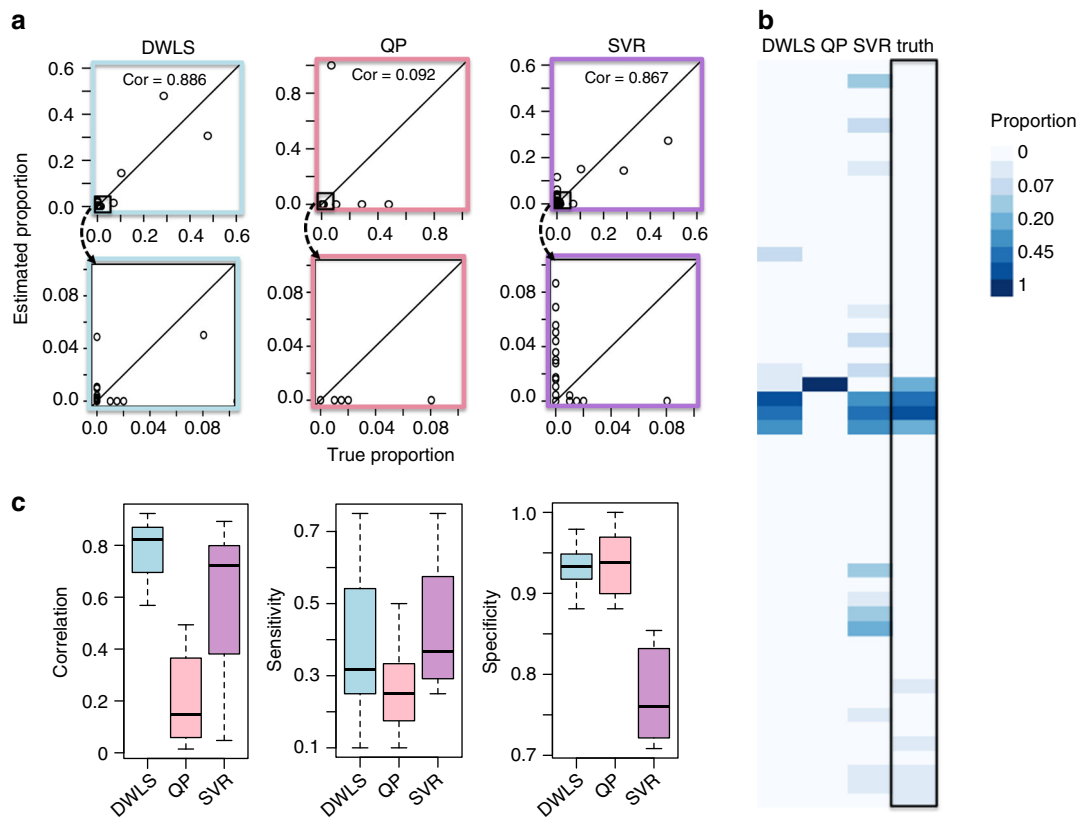 a
DWLS
QP
SVR
Cor = 0.886
Cor = 0.092
Cor = 0.867
0.6
0.4
0.2
0.0
0.8
0.4
0.0
0.6
0.5
0.4
0.2
0.0
0.0 0.2 0.4 0.6
0.0 0.4 0.8
0.0 0.2 0.4 0.6
Estimated proportion
0.08
0.04
0.0
0.08
0.04
0.0
0.08
0.04
0.0
0.0 0.04 0.08
0.0 0.04 0.08
0.0 0.04 0.08
True proportion
b
DWLS QP SVR truth
Proportion
0
0.07
0.20
0.45
1
c
Correlation
0.8
0.6
0.4
0.2
0
DWLS
QP
SVR
Sensitivity
0.7
0.5
0.3
0.1
DWLS
QP
SVR
Specificity
1.0
0.9
0.8
0.7
DWLS
QP
SVR